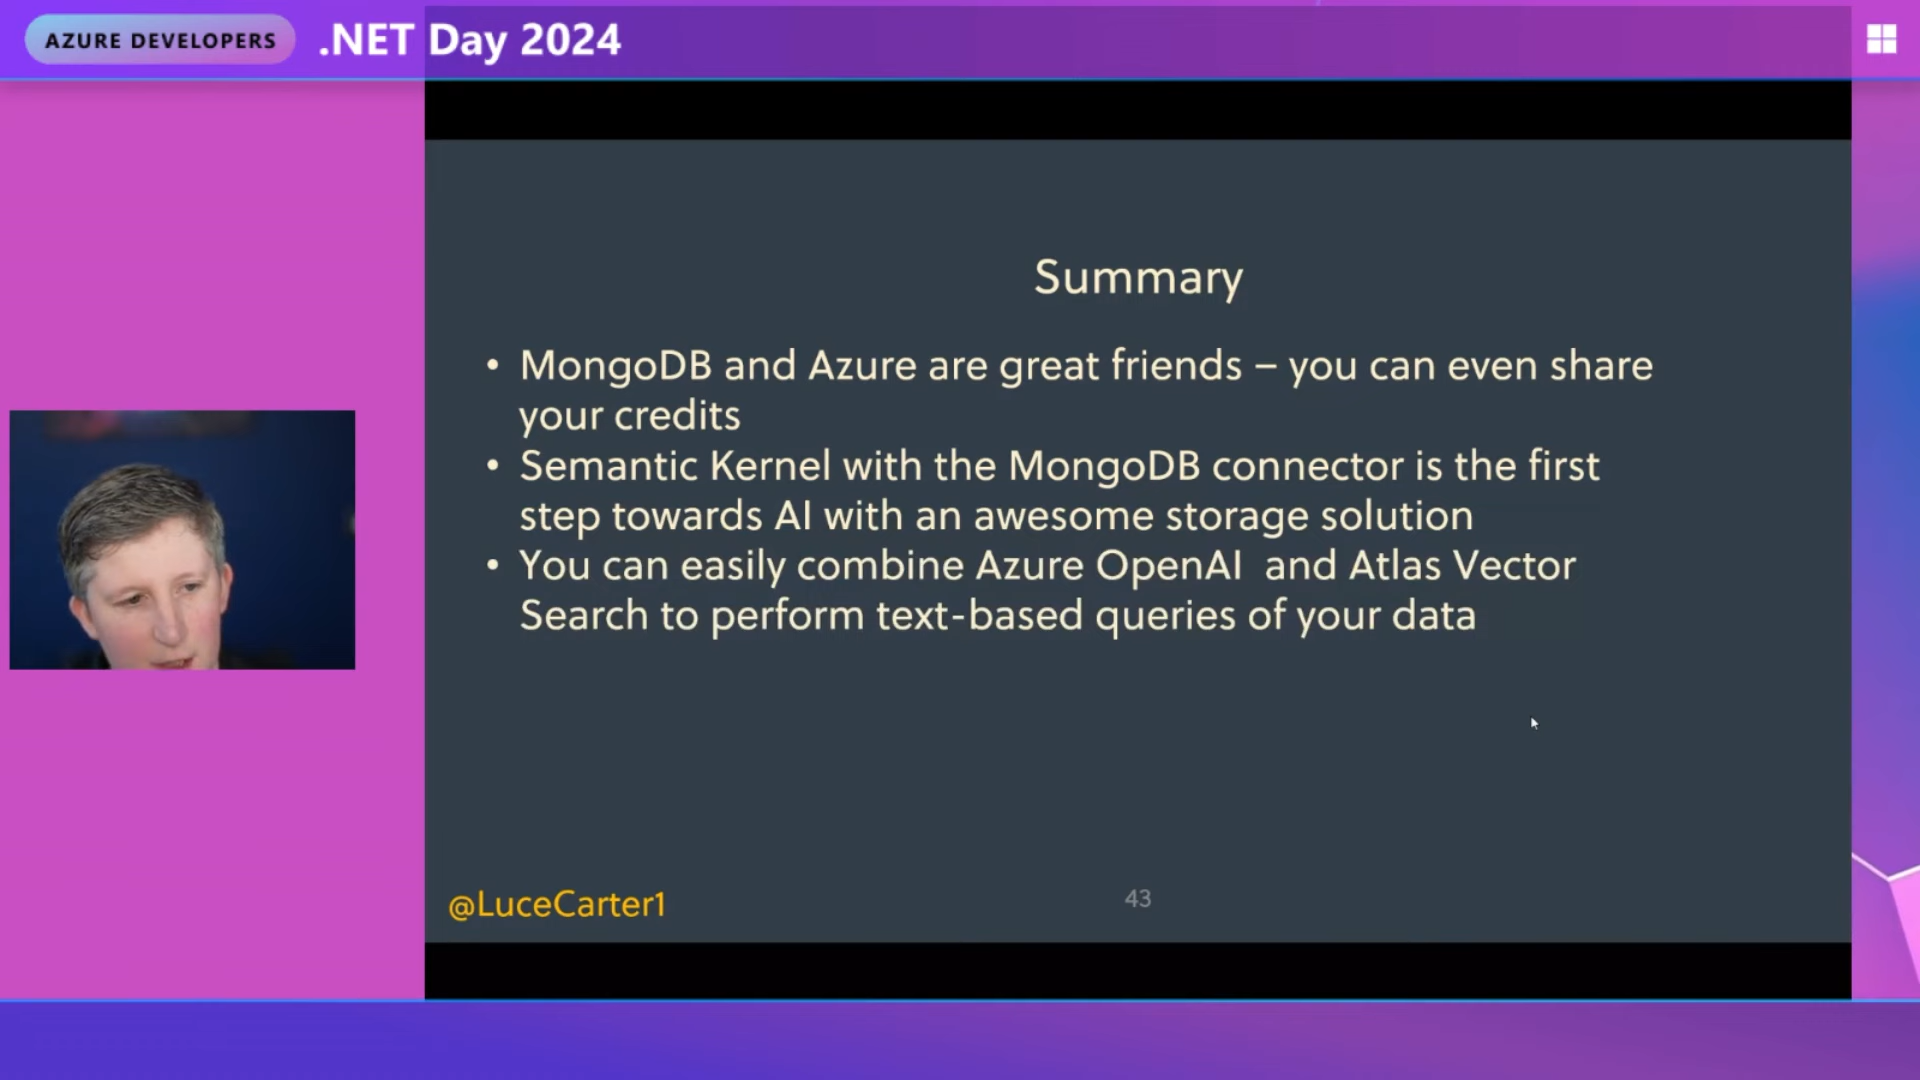 AZURE DEVELOPERS .NET Day 2024
Summary
• MongoDB and Azure are great friends – you can even share
your credits
• Semantic Kernel with the MongoDB connector is the first
step towards AI with an awesome storage solution
• You can easily combine Azure OpenAI  and Atlas Vector
Search to perform text-based queries of your data
@LuceCarter1
43